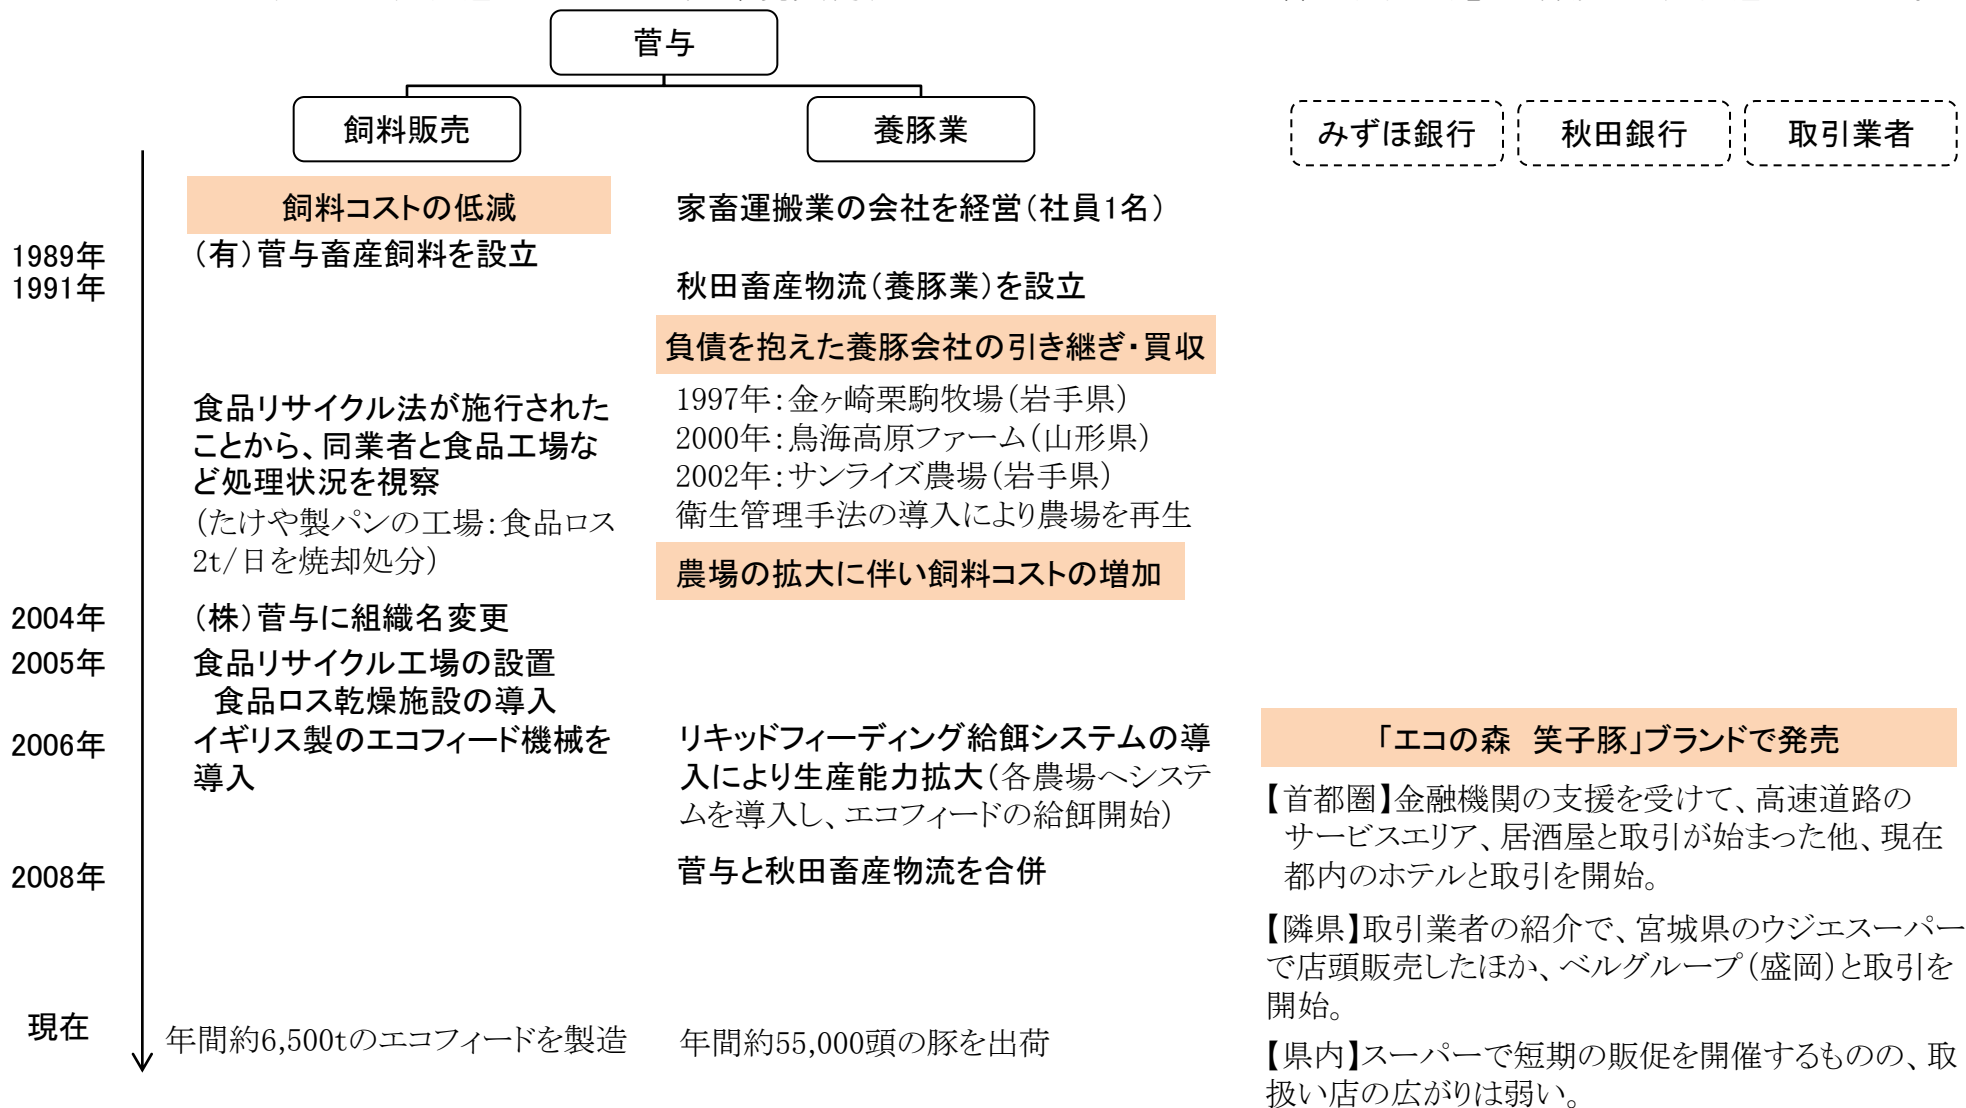 菅与
飼料販売
養豚業
みずほ銀行
秋田銀行
取引業者
飼料コストの低減
家畜運搬業の会社を経営（社員1名）
1989年
（有）菅与畜産飼料を設立
1991年
秋田畜産物流（養豚業）を設立
負債を抱えた養豚会社の引き継ぎ・買収
食品リサイクル法が施行された
ことから、同業者と食品工場な
ど処理状況を視察
（たけや製パンの工場：食品ロス
2t/日を焼却処分）
1997年：金ヶ崎栗駒牧場（岩手県）
2000年：鳥海高原ファーム（山形県）
2002年：サンライズ農場（岩手県）
衛生管理手法の導入により農場を再生
農場の拡大に伴い飼料コストの増加
2004年
（株）菅与に組織名変更
2005年
食品リサイクル工場の設置
食品ロス乾燥施設の導入
2006年
イギリス製のエコフィード機械を
導入
リキッドフィーディング給餌システムの導
入により生産能力拡大（各農場へシステ
ムを導入し、エコフィードの給餌開始）
2008年
菅与と秋田畜産物流を合併
「エコの森　笑子豚」ブランドで発売
【首都圏】金融機関の支援を受けて、高速道路の
サービスエリア、居酒屋と取引が始まった他、現在
都内のホテルと取引を開始。
【隣県】取引業者の紹介で、宮城県のウジエスーパー
で店頭販売したほか、ベルグループ（盛岡）と取引を
開始。
【県内】スーパーで短期の販促を開催するものの、取
扱い店の広がりは弱い。
現在
年間約6,500tのエコフィードを製造
年間約55,000頭の豚を出荷